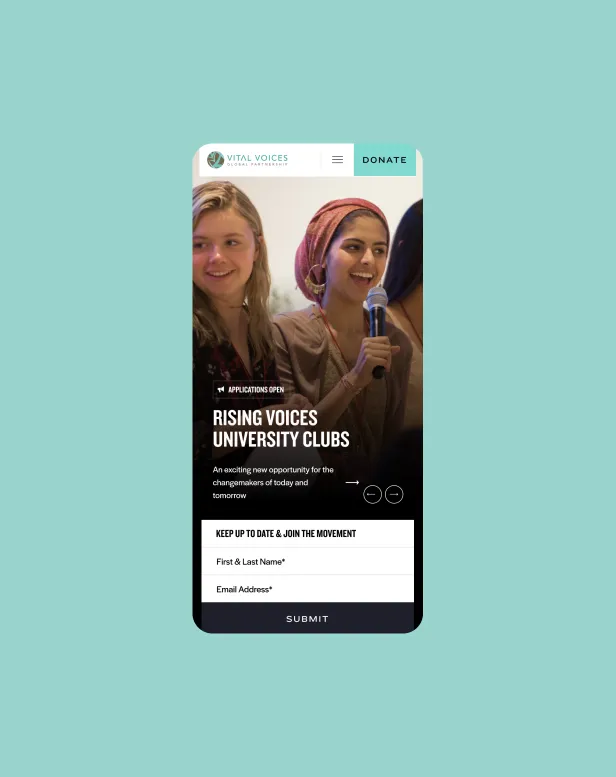 VITAL VOICES
GLOBAL PARTNERSHIP
DONATE
APPLICATIONS OPEN
RISING VOICES
UNIVERSITY CLUBS
An exciting new opportunity for the
changemakers of today and
tomorrow
KEEP UP TO DATE & JOIN THE MOVEMENT
First & Last Name*
Email Address*
SUBMIT